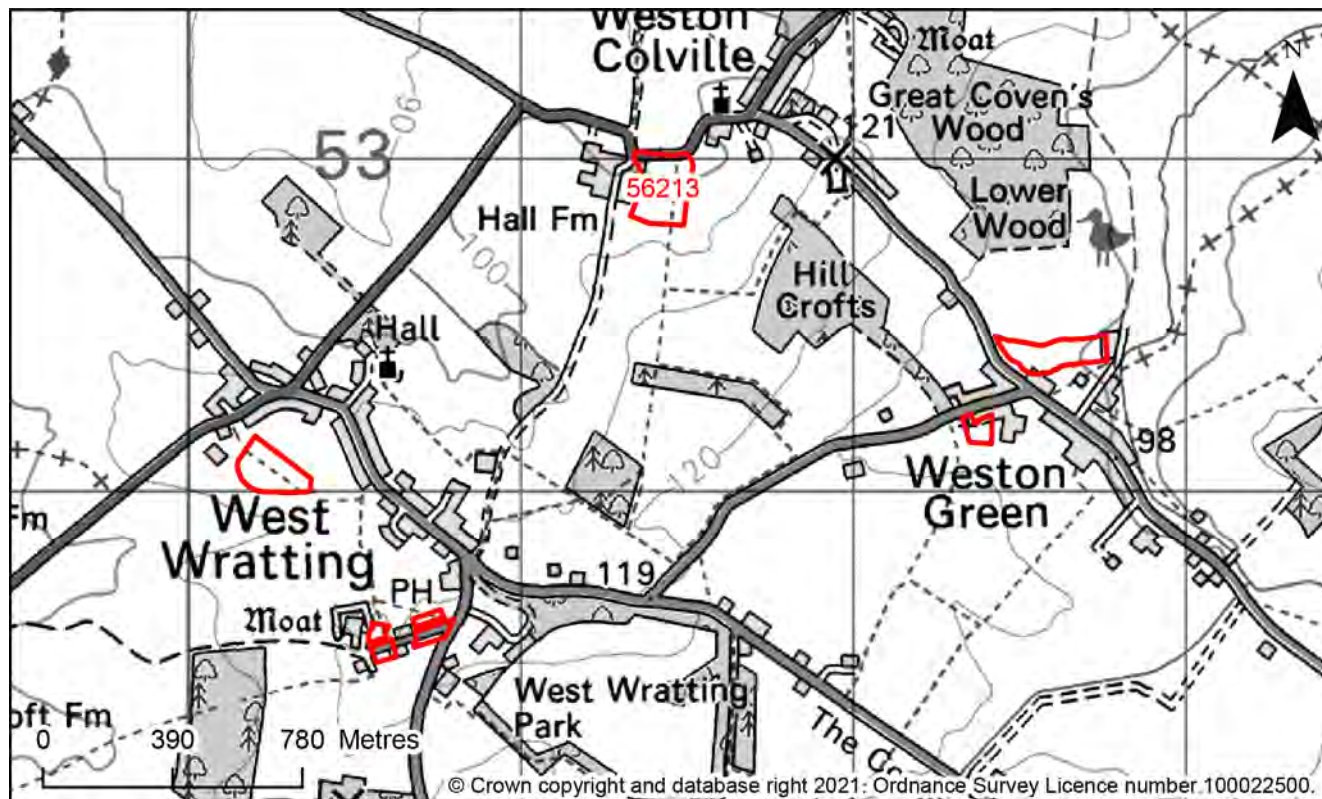 Weston
Colville
Moat
N
Great Coven's
Wood
121
53
90
56213
Hall Fm
Lower
Wood
100
Hill
Crofts
Hall
P
120
98
Weston
Green
Fm
West
Wratting
119
PH
Moat
West Wratting
Park
oft Fm
The Gr
0 390 780 Metres
© Crown copyright and database right 2021. Ordnance Survey Licence number 100022500.